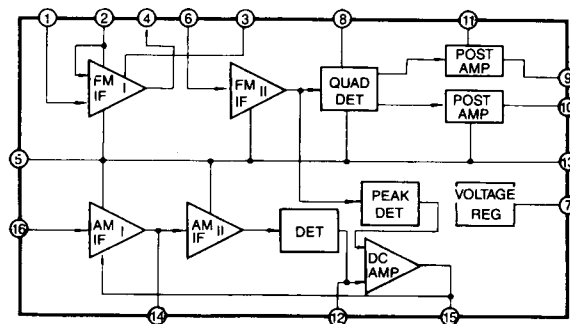 1 2 4 6 3 8 11
FM I
IF
FM II
IF
QUAD
DET
POST
AMP
9
POST
AMP
10
5
13
AM I
IF
AM II
IF
DET
PEAK
DET
VOLTAGE
REG
7
16
DC
AMP
14 12 15